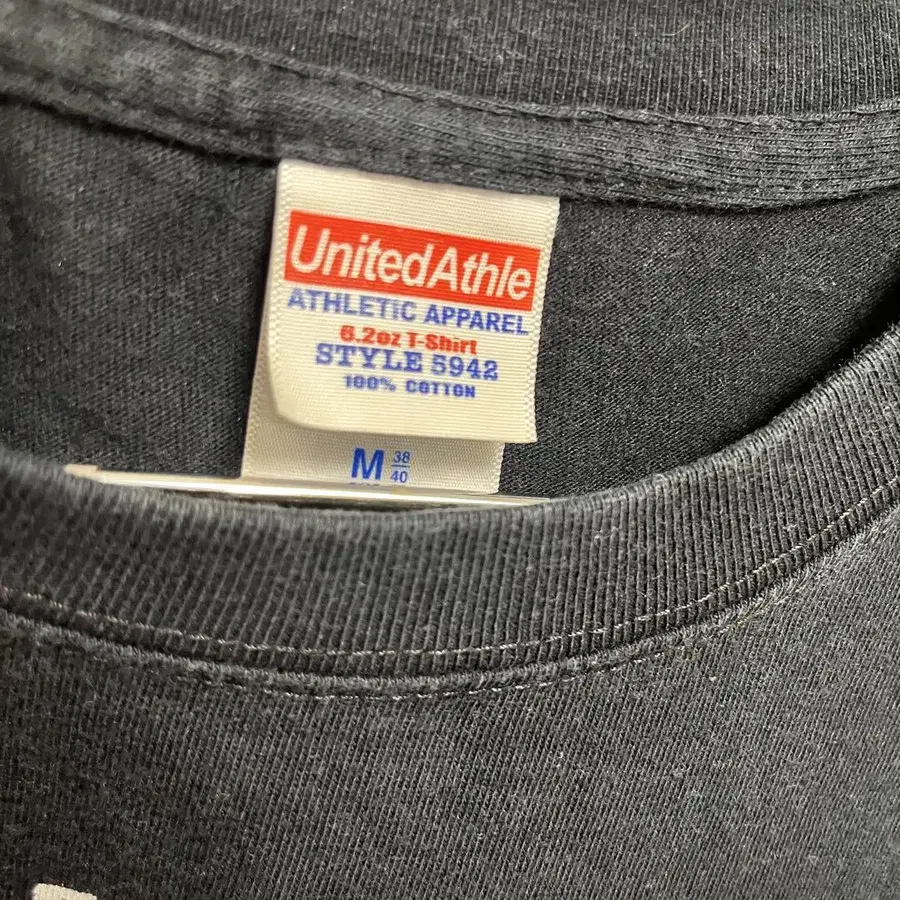 UnitedAthle
ATHLETIC APPAREL
6.2oz T-Shirt
STYLE 5942
100% COTTON
M 38
40